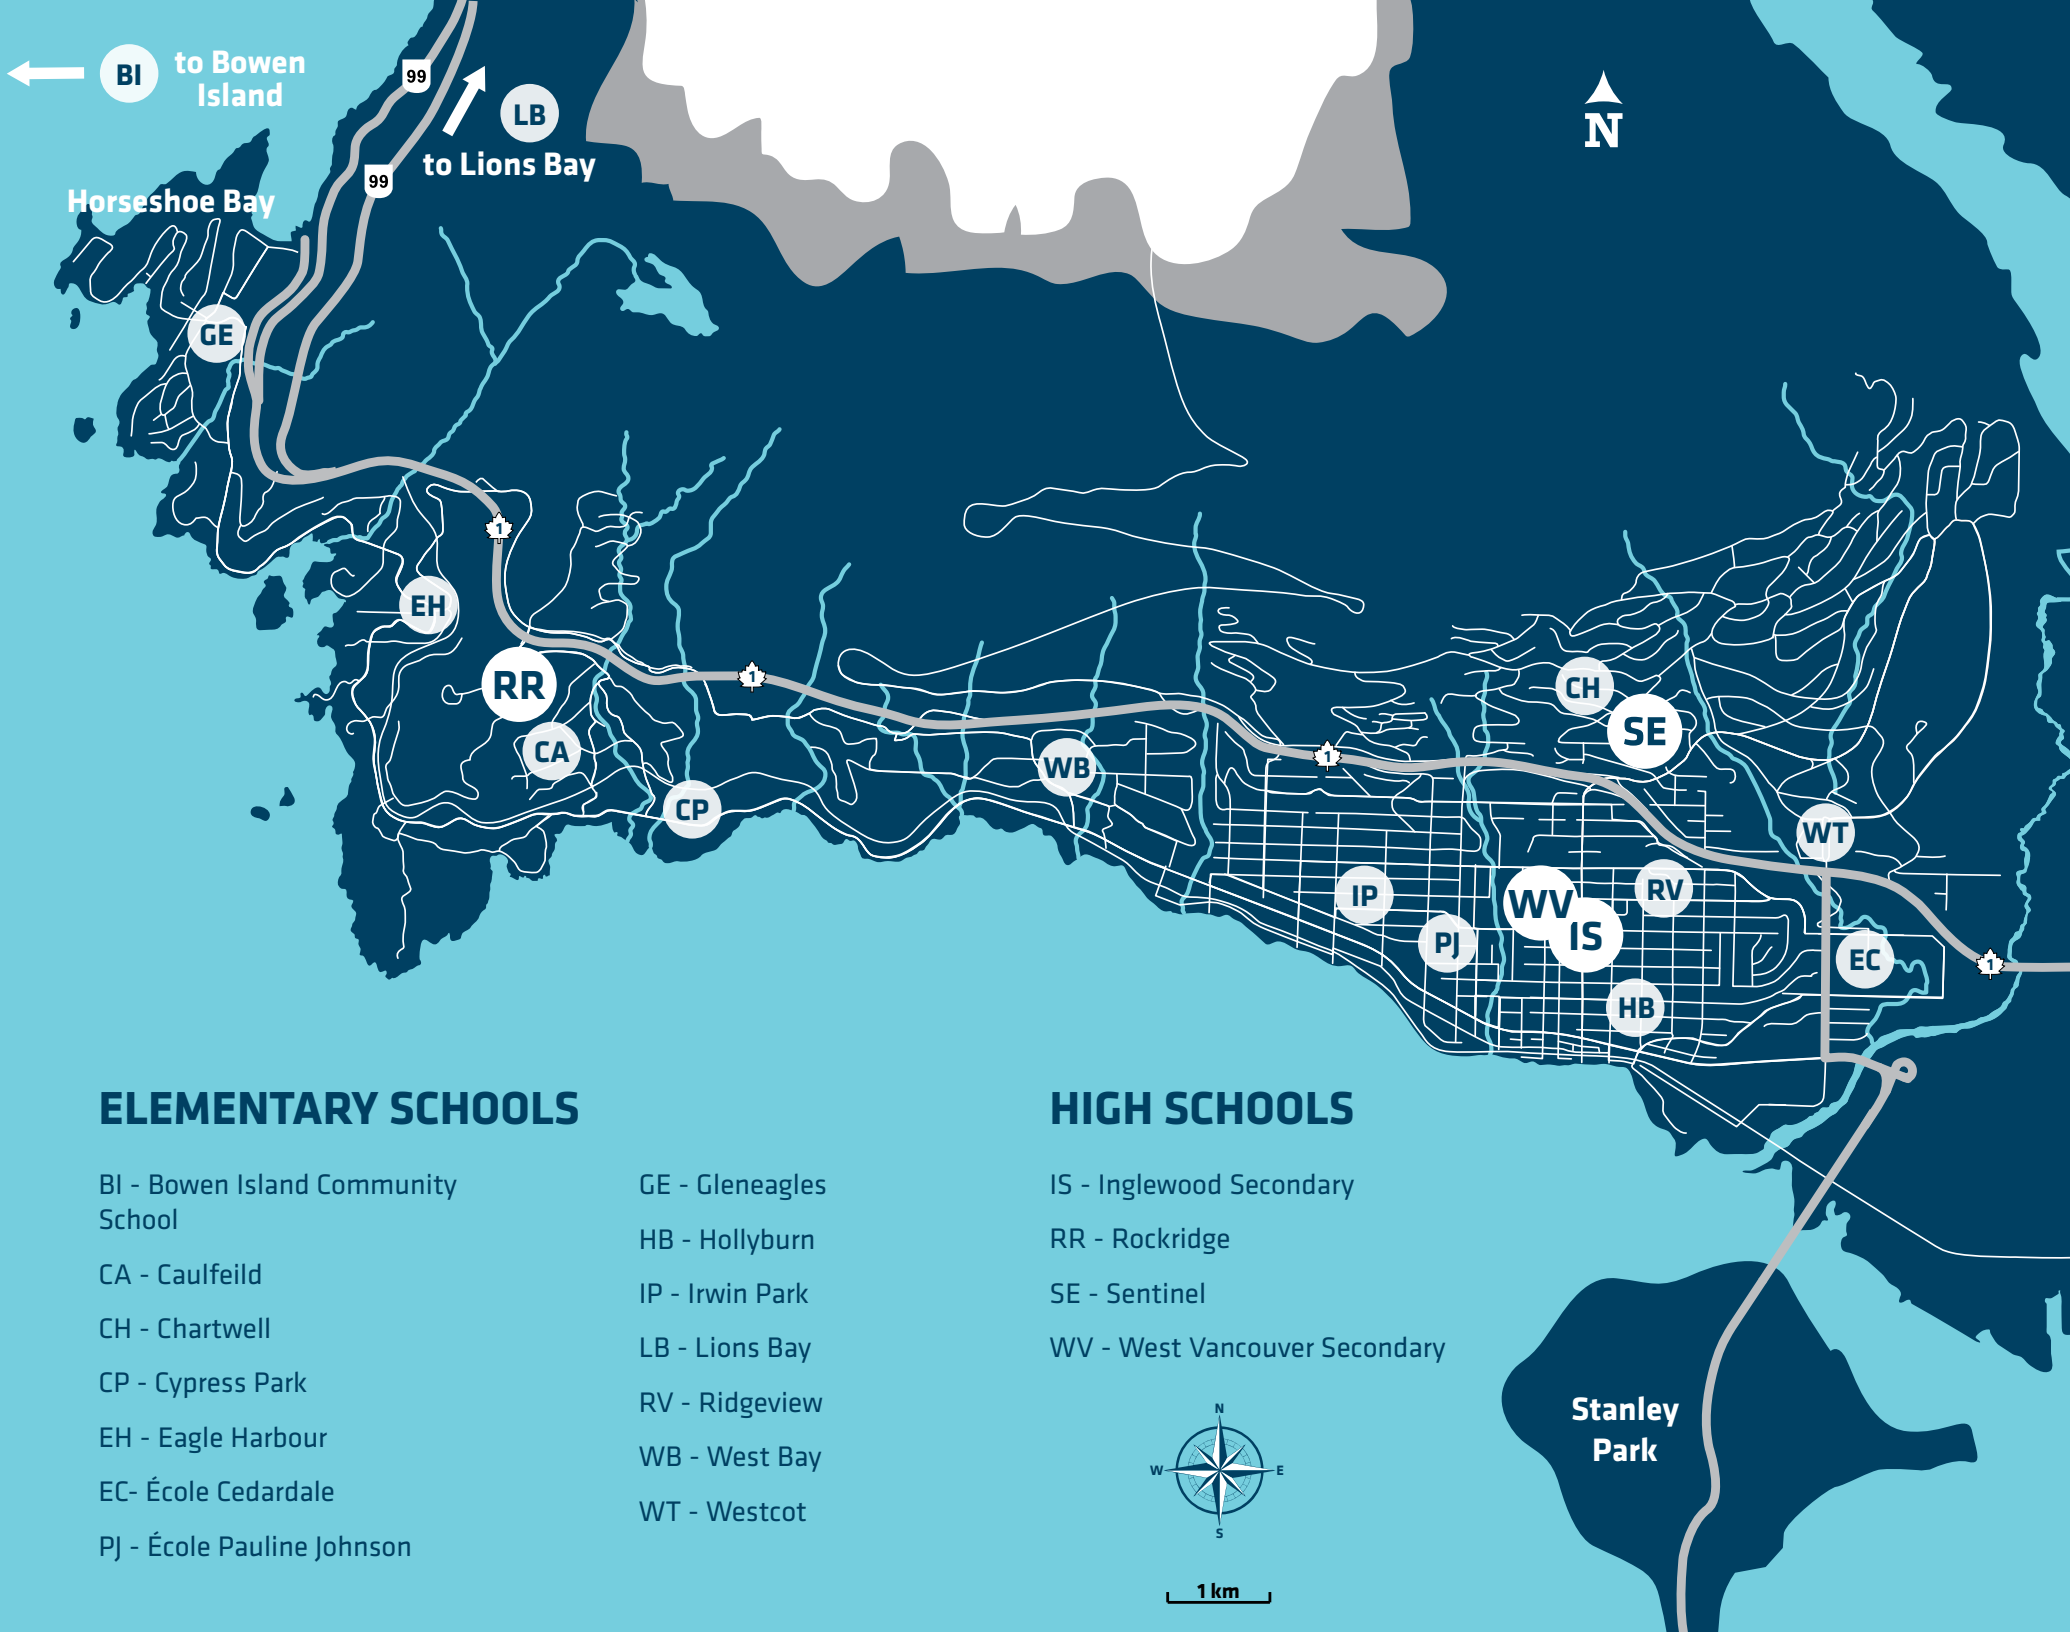 BI
to Bowen
Island
99
LB
to Lions Bay
99
Horseshoe Bay
N
GE
1
EH
RR
1
CA
CP
WB
1
CH
SE
WT
IP
PJ
WV
IS
RV
EC
1
HB
ELEMENTARY SCHOOLS
BI - Bowen Island Community
School
CA - Caulfeild
CH - Chartwell
CP - Cypress Park
EH - Eagle Harbour
EC- École Cedardale
PJ - École Pauline Johnson
GE - Gleneagles
HB - Hollyburn
IP - Irwin Park
LB - Lions Bay
RV - Ridgeview
WB - West Bay
WT - Westcot
HIGH SCHOOLS
IS - Inglewood Secondary
RR - Rockridge
SE - Sentinel
WV - West Vancouver Secondary
N
W
E
S
1 km
Stanley
Park